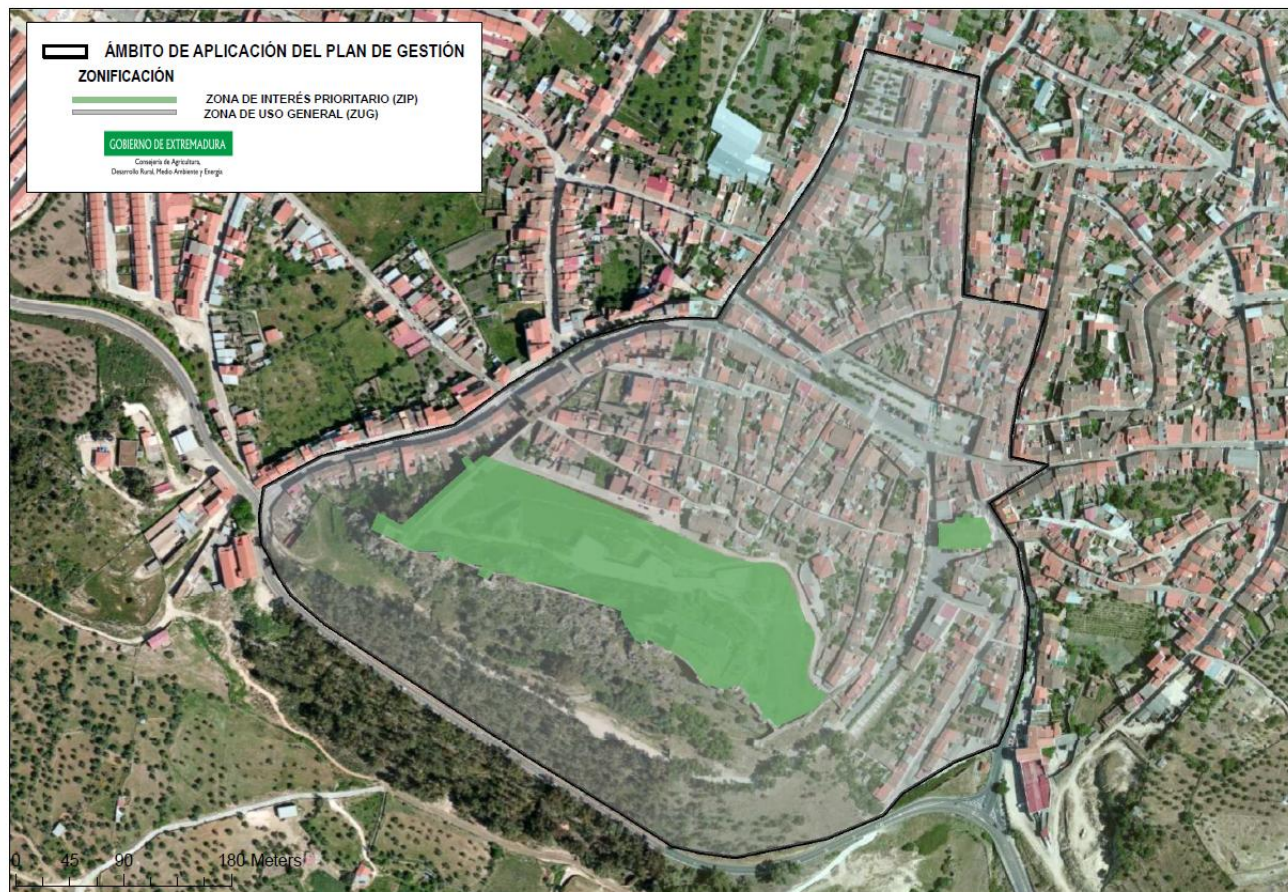 ÁMBITO DE APLICACIÓN DEL PLAN DE GESTIÓN
ZONIFICACIÓN
ZONA DE INTERÉS PRIORITARIO (ZIP)
ZONA DE USO GENERAL (ZUG)
GOBIERNO DE EXTREMADURA
Consejería de Agricultura,
Desarrollo Rural, Medio Ambiente y Energía
0 45 90 180 Meters